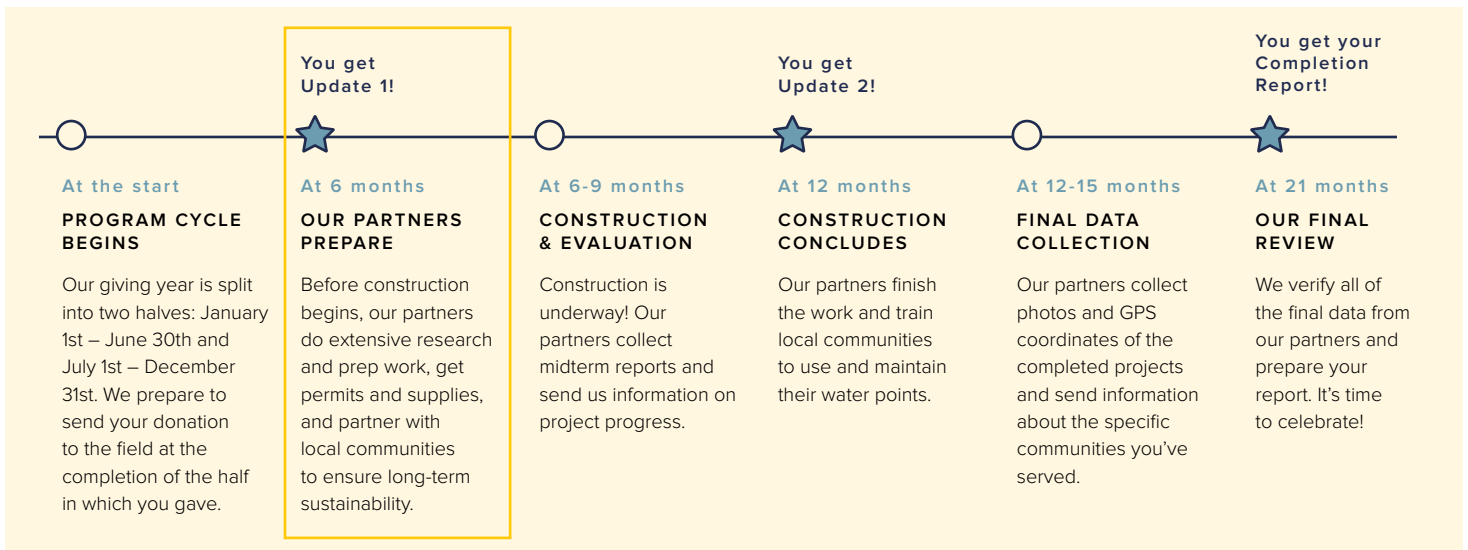 You get
Update 1!
You get
Update 2!
You get your
Completion
Report!
At the start
PROGRAM CYCLE
BEGINS
Our giving year is split
into two halves: January
1st – June 30th and
July 1st – December
31st. We prepare to
send your donation
to the field at the
completion of the half
in which you gave.
At 6 months
OUR PARTNERS
PREPARE
Before construction
begins, our partners
do extensive research
and prep work, get
permits and supplies,
and partner with
local communities
to ensure long-term
sustainability.
At 6-9 months
CONSTRUCTION
& EVALUATION
Construction is
underway! Our
partners collect
midterm reports and
send us information on
project progress.
At 12 months
CONSTRUCTION
CONCLUDES
Our partners finish
the work and train
local communities
to use and maintain
their water points.
At 12-15 months
FINAL DATA
COLLECTION
Our partners collect
photos and GPS
coordinates of the
completed projects
and send information
about the specific
communities you’ve
served.
At 21 months
OUR FINAL
REVIEW
We verify all of
the final data from
our partners and
prepare your
report. It’s time
to celebrate!